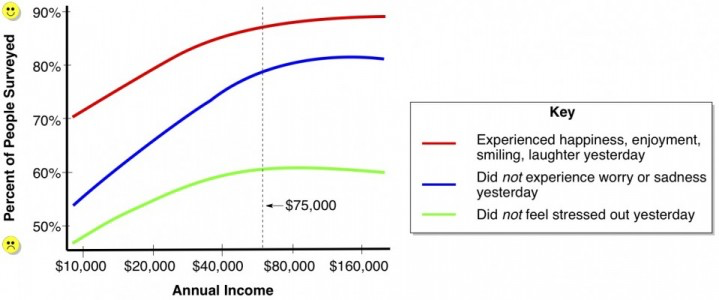 Percent of People Surveyed
90%
80%
70%
60%
50%
$75,000
$10,000 $20,000 $40,000 $80,000 $160,000
Annual Income
Key
Experienced happiness, enjoyment,
smiling, laughter yesterday
Did not experience worry or sadness
yesterday
Did not feel stressed out yesterday